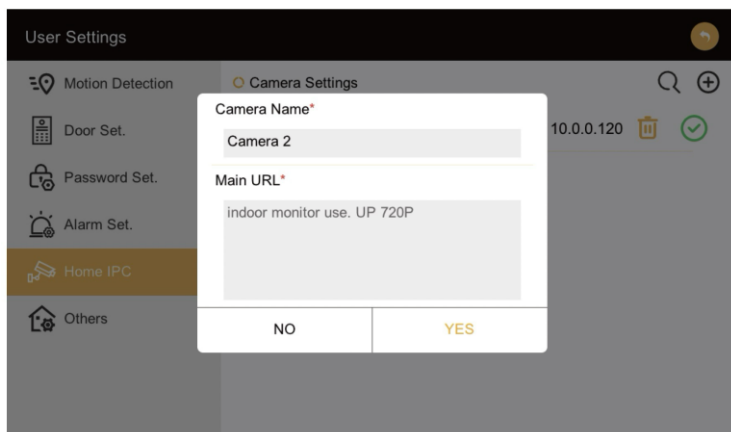 User Settings
Motion Detection
Camera Settings
Camera Name*
Door Set.
10.0.0.120
Camera 2
Password Set.
Main URL*
indoor monitor use. UP 720P
Alarm Set.
Home IPC
Others
NO
YES